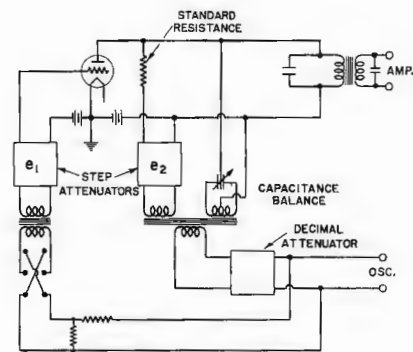 STANDARD
RESISTANCE
AMP.
e1
STEP
ATTENUATORS
e2
CAPACITANCE
BALANCE
DECIMAL
ATTENUATOR
OSC.